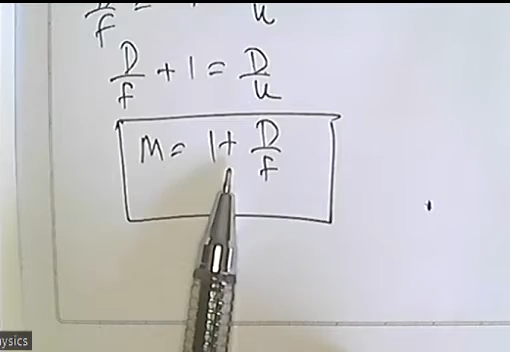 D/f + 1 = D/u
M = 1 + D/f
ysics